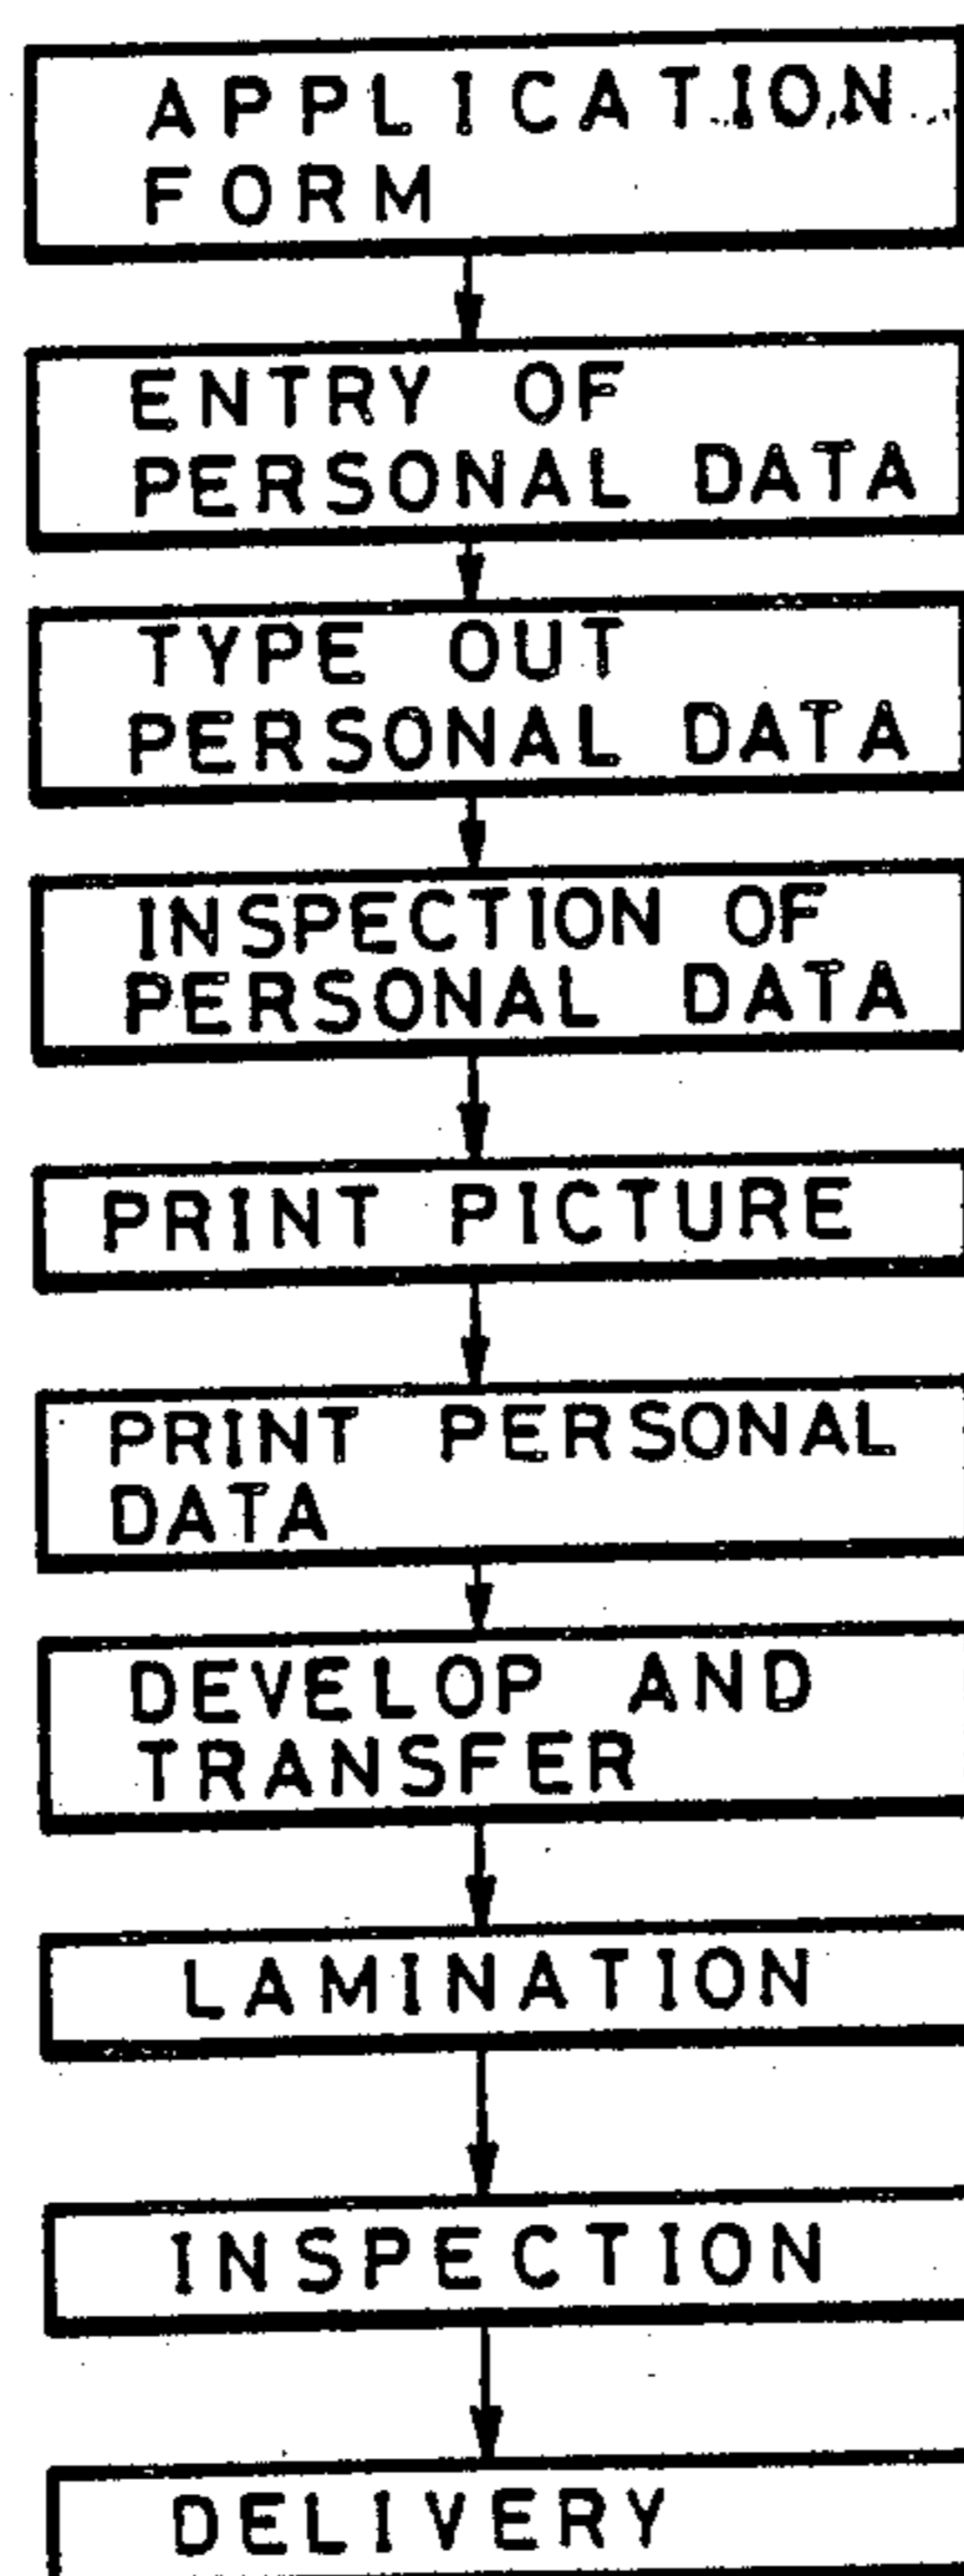 APPLICATION
FORM
ENTRY OF
PERSONAL DATA
TYPE OUT
PERSONAL DATA
INSPECTION OF
PERSONAL DATA
PRINT PICTURE
PRINT PERSONAL
DATA
DEVELOP AND
TRANSFER
LAMINATION
INSPECTION
DELIVERY